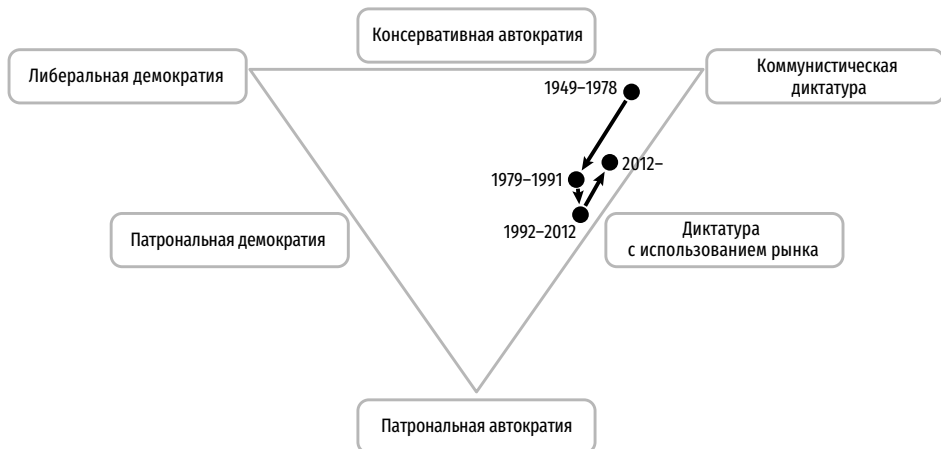 Консервативная автократия
Либеральная демократия
Коммунистическая
диктатура
1949–1978
2012–
1979–1991
1992–2012
Патрональная демократия
Диктатура
с использованием рынка
Патрональная автократия